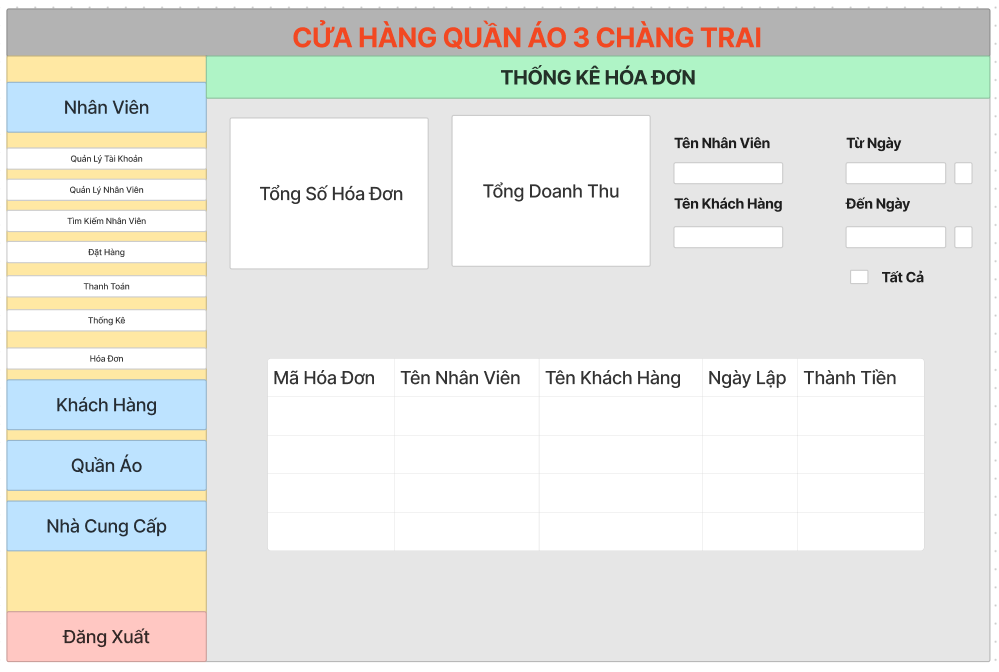 CỬA HÀNG QUẦN ÁO 3 CHÀNG TRAI
THỐNG KÊ HÓA ĐƠN
Nhân Viên
Quản Lý Tài Khoản
Quản Lý Nhân Viên
Tìm Kiếm Nhân Viên
Đặt Hàng
Thanh Toán
Thống Kê
Hóa Đơn
Khách Hàng
Quần Áo
Nhà Cung Cấp
Đăng Xuất
Tổng Số Hóa Đơn
Tổng Doanh Thu
Tên Nhân Viên
Từ Ngày
Tên Khách Hàng
Đến Ngày
Tất Cả
Mã Hóa Đơn Tên Nhân Viên Tên Khách Hàng Ngày Lập Thành Tiền